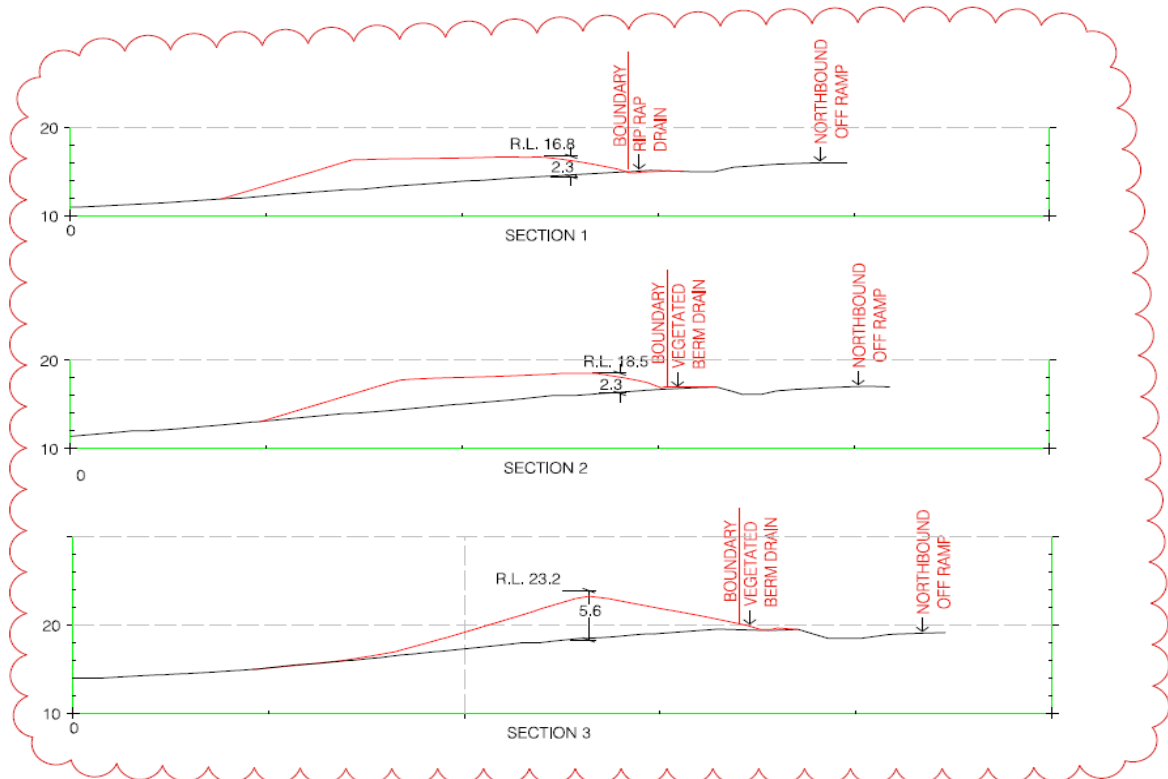 20
R.L. 16.8
2.3
BOUNDARY
RIP RAP
DRAIN
NORTHBOUND
OFF RAMP
10
0
SECTION 1
20
R.L. 18.5
2.3
BOUNDARY
VEGETATED
BERM DRAIN
NORTHBOUND
OFF RAMP
10
0
SECTION 2
R.L. 23.2
5.6
BOUNDARY
VEGETATED
BERM DRAIN
NORTHBOUND
OFF RAMP
20
10
0
SECTION 3